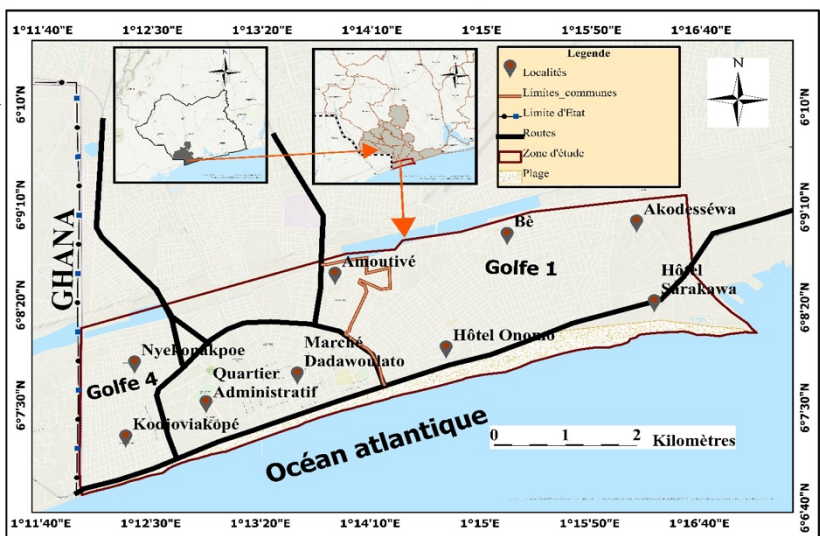 1°11'40"E
1°12'30"E
1°13'20"E
1°14'10"E
1°15'E
1°15'50"E
1°16'40"E
6°10'N
6°9'10"N
6°8'20"N
6°7'30"N
N
N
N
Legende
Localités
Limites_communes
Limite d'Etat
Routes
Zone d'étude
Plage
6°10'N
6°9'10"N
6°8'20"N
6°7'30"N
6°6'40"N
GHANA
Akodesséwa
Bè
Amoutivé
Golfe 1
Hôtel
Sarakawa
Nyekonakpoe
Marché
Dadawoulato
Hôtel Onomo
Golfe 4
Quartier
Administratif
Kodjoviakopé
Océan atlantique
0 1 2
Kilomètres
1°11'40"E
1°12'30"E
1°13'20"E
1°14'10"E
1°15'E
1°15'50"E
1°16'40"E